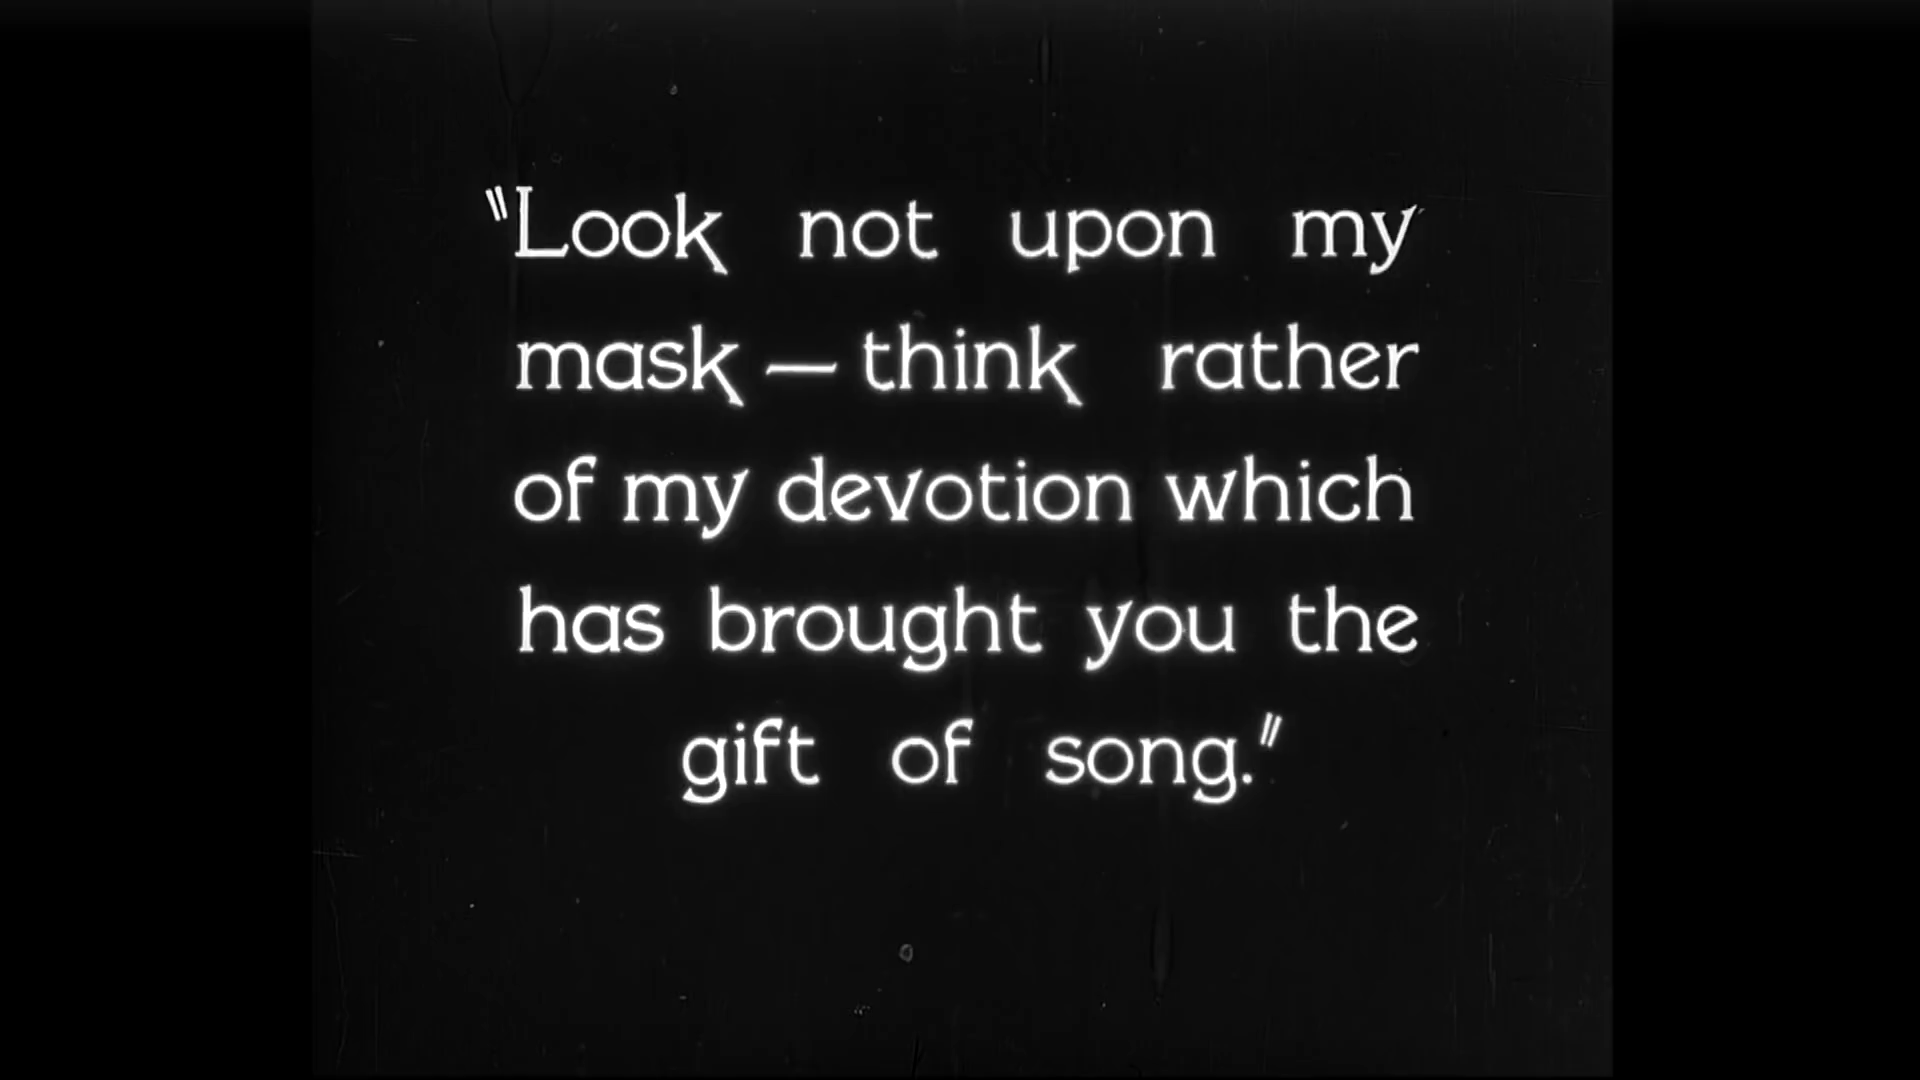 "Look not upon my
mask — think rather
of my devotion which
has brought you the
gift of song."